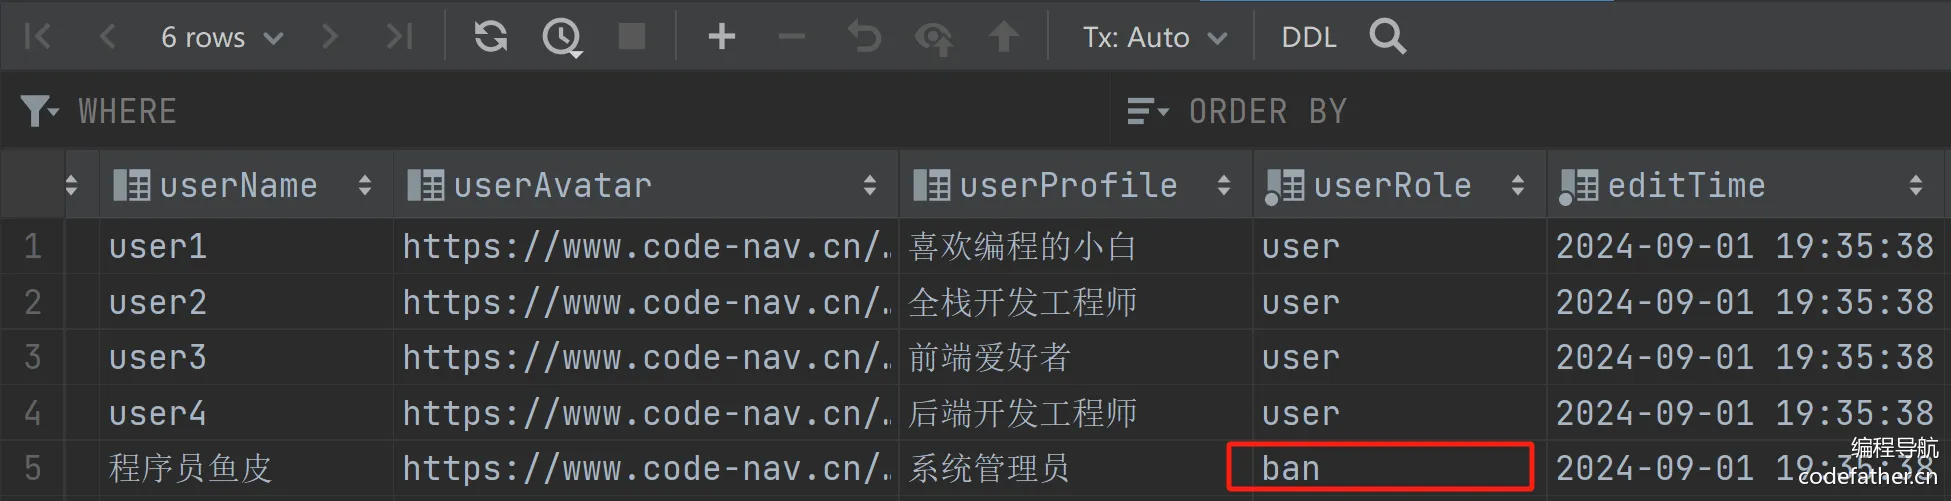 6 rows Tx: Auto DDL
WHERE ORDER BY
userName userAvatar userProfile userRole editTime
1 user1 https://www.code-nav.cn/… 喜欢编程的小白 user 2024-09-01 19:35:38
2 user2 https://www.code-nav.cn/… 全栈开发工程师 user 2024-09-01 19:35:38
3 user3 https://www.code-nav.cn/… 前端爱好者 user 2024-09-01 19:35:38
4 user4 https://www.code-nav.cn/… 后端开发工程师 user 2024-09-01 19:35:38
5 程序员鱼皮 https://www.code-nav.cn/… 系统管理员 ban 2024-09-01 19:35:38
编程导航
codefather.cn